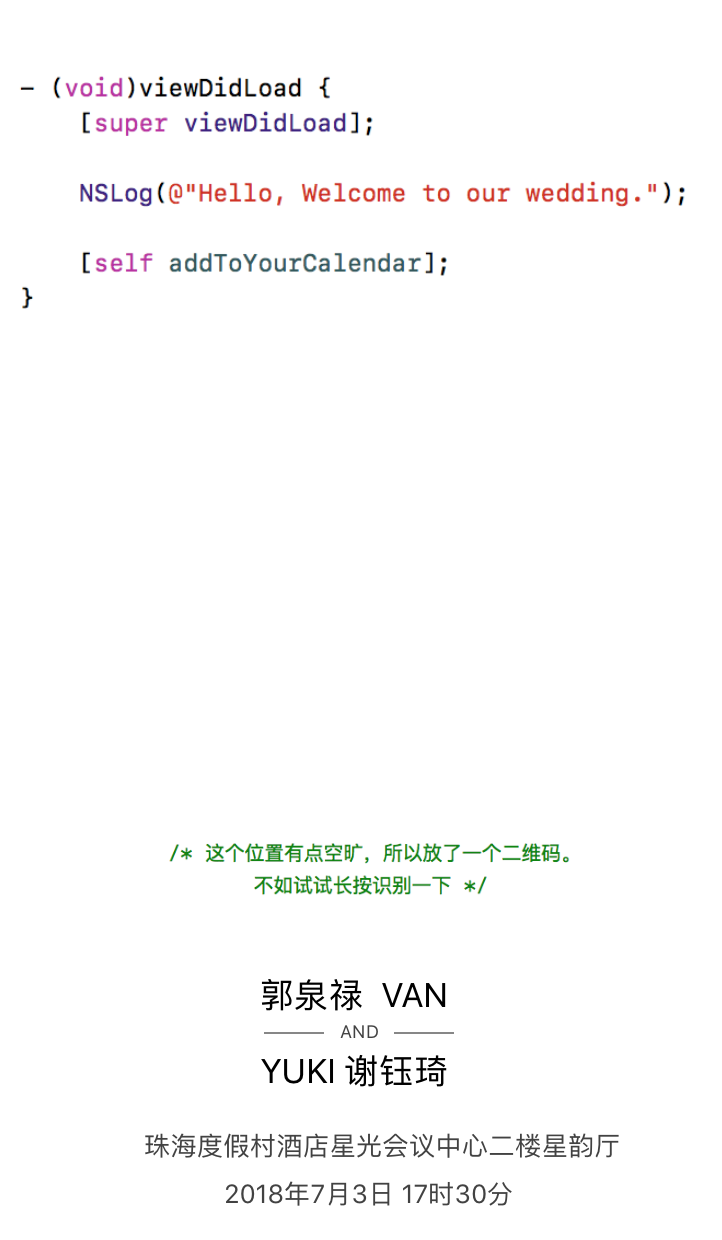 - (void)viewDidLoad {
    [super viewDidLoad];
    NSLog(@"Hello, Welcome to our wedding.");
    [self addToYourCalendar];
}
/* 这个位置有点空旷，所以放了一个二维码。
不如试试长按识别一下 */
郭泉禄 VAN
AND
YUKI 谢钰琦
珠海度假村酒店星光会议中心二楼星韵厅
2018年7月3日 17时30分